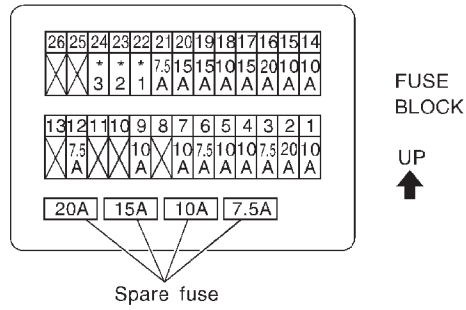 26 25 24 23 22 21 20 19 18 17 16 15 14
* * * 7.5 15 15 10 15 20 10 10
3 2 1 A A A A A A A A
FUSE
BLOCK
13 12 11 10 9 8 7 6 5 4 3 2 1
7.5 10 10 7.5 10 10 7.5 20 10
A A A A A A A A A
UP
20A 15A 10A 7.5A
Spare fuse